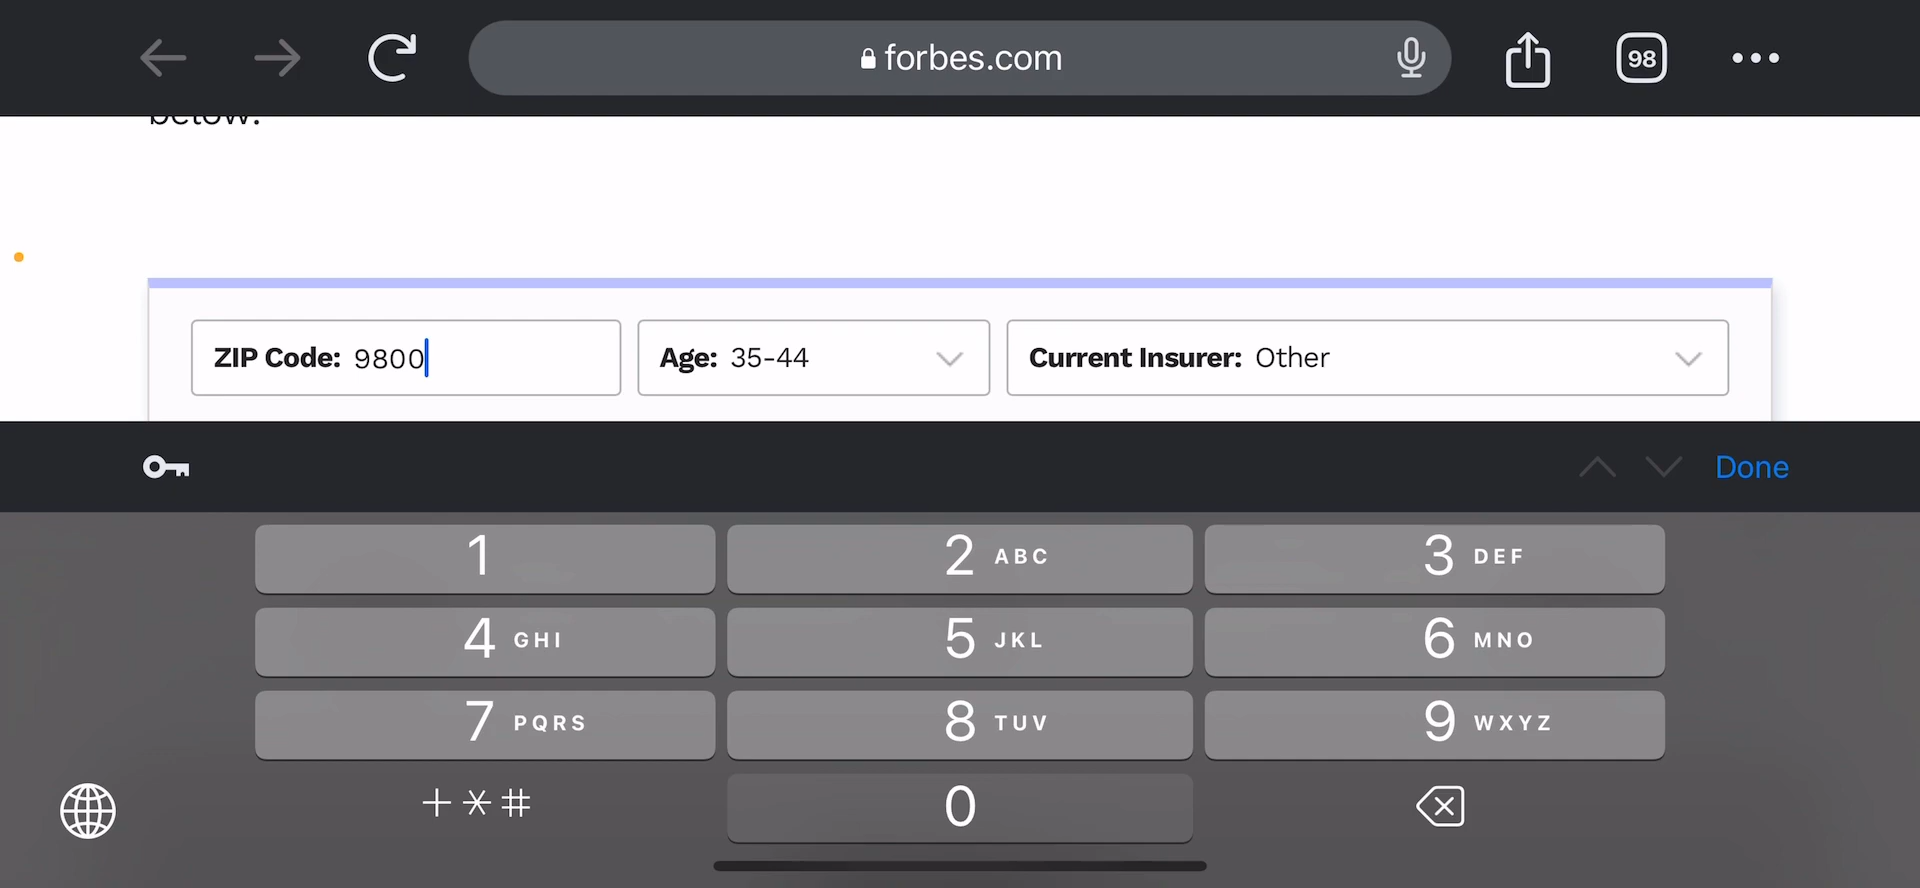 forbes.com
98
below.
ZIP Code: 9800
Age: 35-44
Current Insurer: Other
Done
1
2 ABC
3 DEF
4 GHI
5 JKL
6 MNO
7 PQRS
8 TUV
9 WXYZ
+*#
0